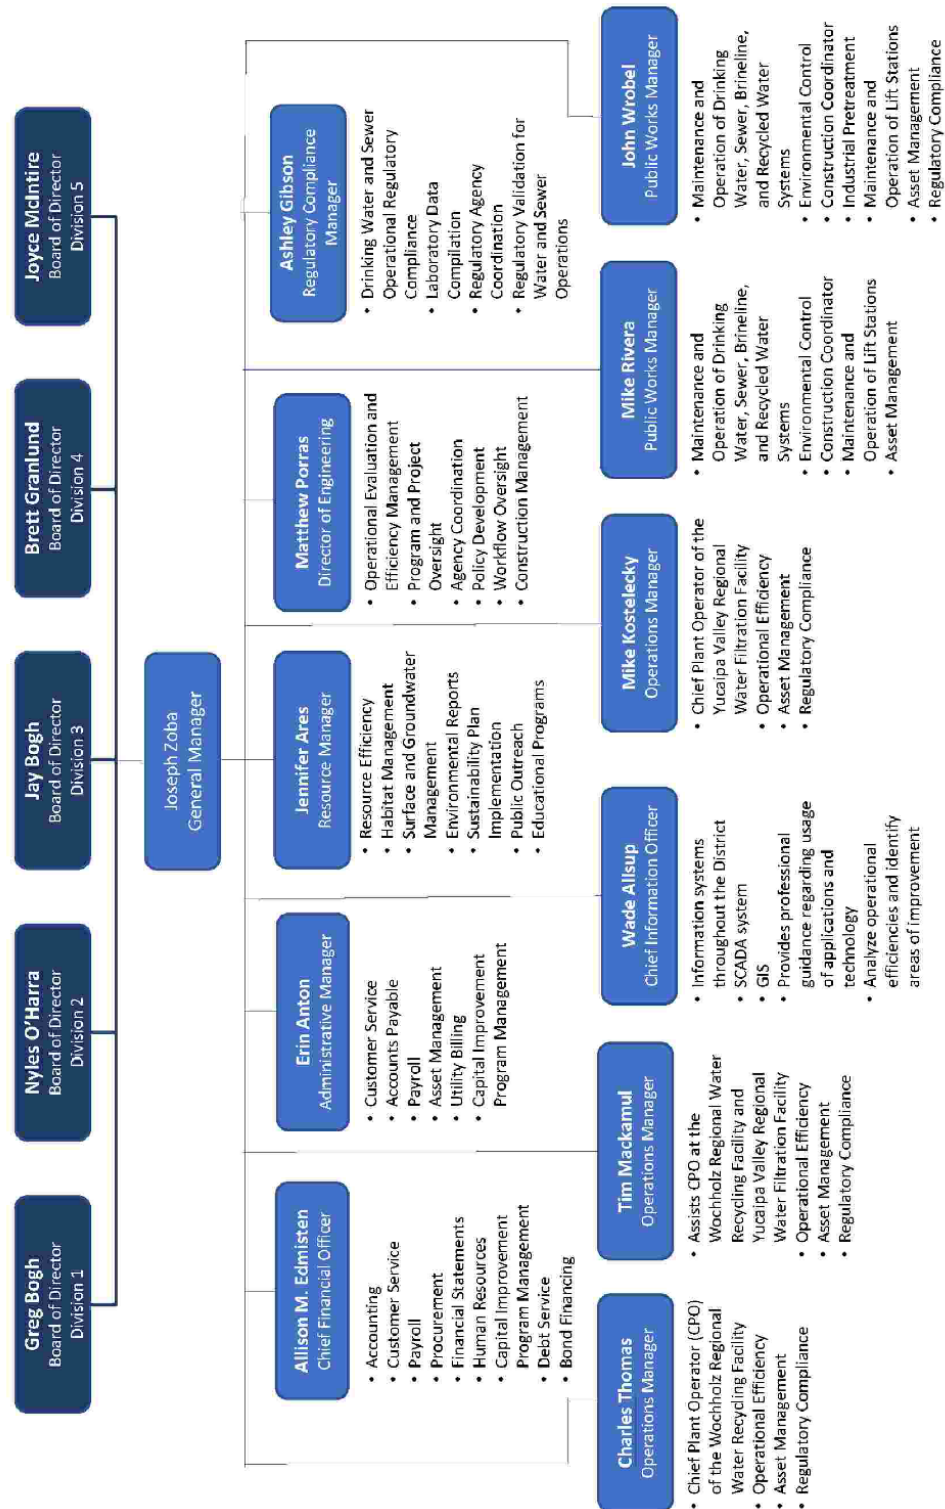 Greg Bogh
Board of Director
Division 1
Nyles O'Harra
Board of Director
Division 2
Jay Bogh
Board of Director
Division 3
Brett Granlund
Board of Director
Division 4
Joyce McIntire
Board of Director
Division 5
Joseph Zoba
General Manager
Allison M. Edmisten
Chief Financial Officer
• Accounting
• Customer Service
• Payroll
• Procurement
• Financial Statements
• Human Resources
• Capital Improvement
Program Management
• Debt Service
• Bond Financing
Erin Anton
Administrative Manager
• Customer Service
• Accounts Payable
• Payroll
• Asset Management
• Utility Billing
• Capital Improvement
Program Management
Jennifer Ares
Resource Manager
• Resource Efficiency
• Habitat Management
• Surface and Groundwater
Management
• Environmental Reports
• Sustainability Plan
Implementation
• Public Outreach
• Educational Programs
Matthew Porras
Director of Engineering
• Operational Evaluation and
Efficiency Management
• Program and Project
Oversight
• Agency Coordination
• Policy Development
• Workflow Oversight
• Construction Management
Ashley Gibson
Regulatory Compliance
Manager
• Drinking Water and Sewer
Operational Regulatory
Compliance
• Laboratory Data
Compilation
• Regulatory Agency
Coordination
• Regulatory Validation for
Water and Sewer
Operations
Charles Thomas
Operations Manager
• Chief Plant Operator (CPO)
of the Wochholz Regional
Water Recycling Facility
• Operational Efficiency
• Asset Management
• Regulatory Compliance
Tim Mackamul
Operations Manager
• Assists CPO at the
Wochholz Regional Water
Recycling Facility and
Yucaipa Valley Regional
Water Filtration Facility
• Operational Efficiency
• Asset Management
• Regulatory Compliance
Wade Allsup
Chief Information Officer
• Information systems
throughout the District
• SCADA system
• GIS
• Provides professional
guidance regarding usage
of applications and
technology
• Analyze operational
efficiencies and identify
areas of improvement
Mike Kostelecky
Operations Manager
• Chief Plant Operator of the
Yucaipa Valley Regional
Water Filtration Facility
• Operational Efficiency
• Asset Management
• Regulatory Compliance
Mike Rivera
Public Works Manager
• Maintenance and
Operation of Drinking
Water, Sewer, Brineline,
and Recycled Water
Systems
• Environmental Control
• Construction Coordinator
• Maintenance and
Operation of Lift Stations
• Asset Management
John Wrobel
Public Works Manager
• Maintenance and
Operation of Drinking
Water, Sewer, Brineline,
and Recycled Water
Systems
• Environmental Control
• Construction Coordinator
• Industrial Pretreatment
• Maintenance and
Operation of Lift Stations
• Asset Management
• Regulatory Compliance